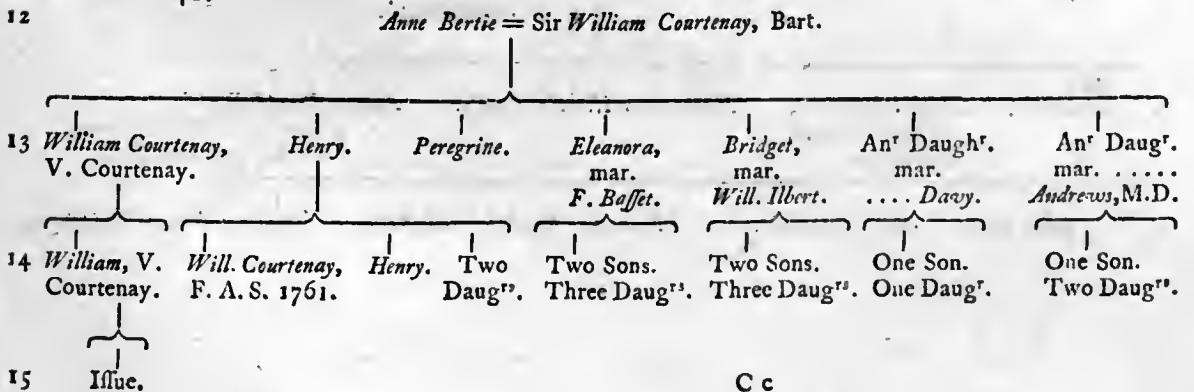 12 Anne Bertie = Sir William Courtenay, Bart.
13 William Courtenay, Henry. Peregrine. Eleanora, Bridget, Anʳ Daughʳ. Anʳ Daugʳ.
V. Courtenay. mar. mar. mar. mar. ......
F. Baſſet. Will. Ilbert. .... Davy. Andrews, M.D.
14 William, V. Will. Courtenay, Henry. Two Two Sons. Two Sons. One Son. One Son.
Courtenay. F. A. S. 1761. Daugʳˢ. Three Daugʳˢ. Three Daugʳˢ. One Daugʳ. Two Daugʳˢ.
15 Iſſue. C c